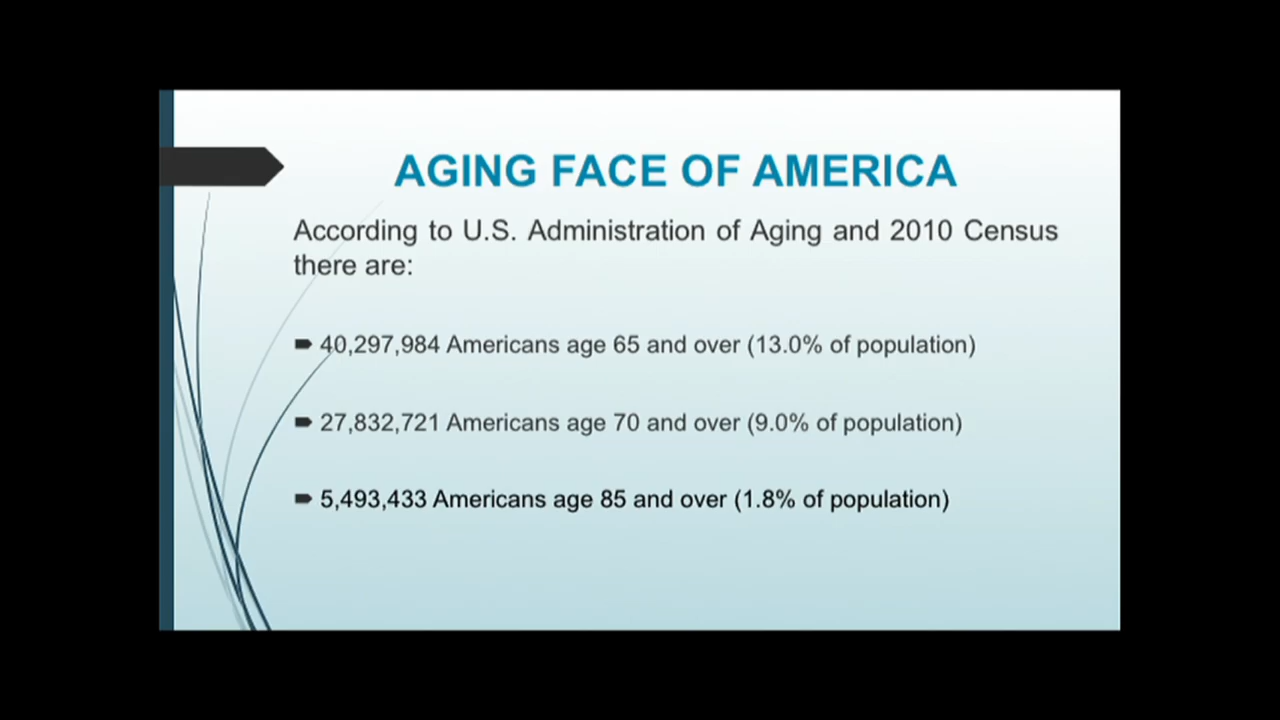 AGING FACE OF AMERICA
According to U.S. Administration of Aging and 2010 Census
there are:
40,297,984 Americans age 65 and over (13.0% of population)
27,832,721 Americans age 70 and over (9.0% of population)
5,493,433 Americans age 85 and over (1.8% of population)